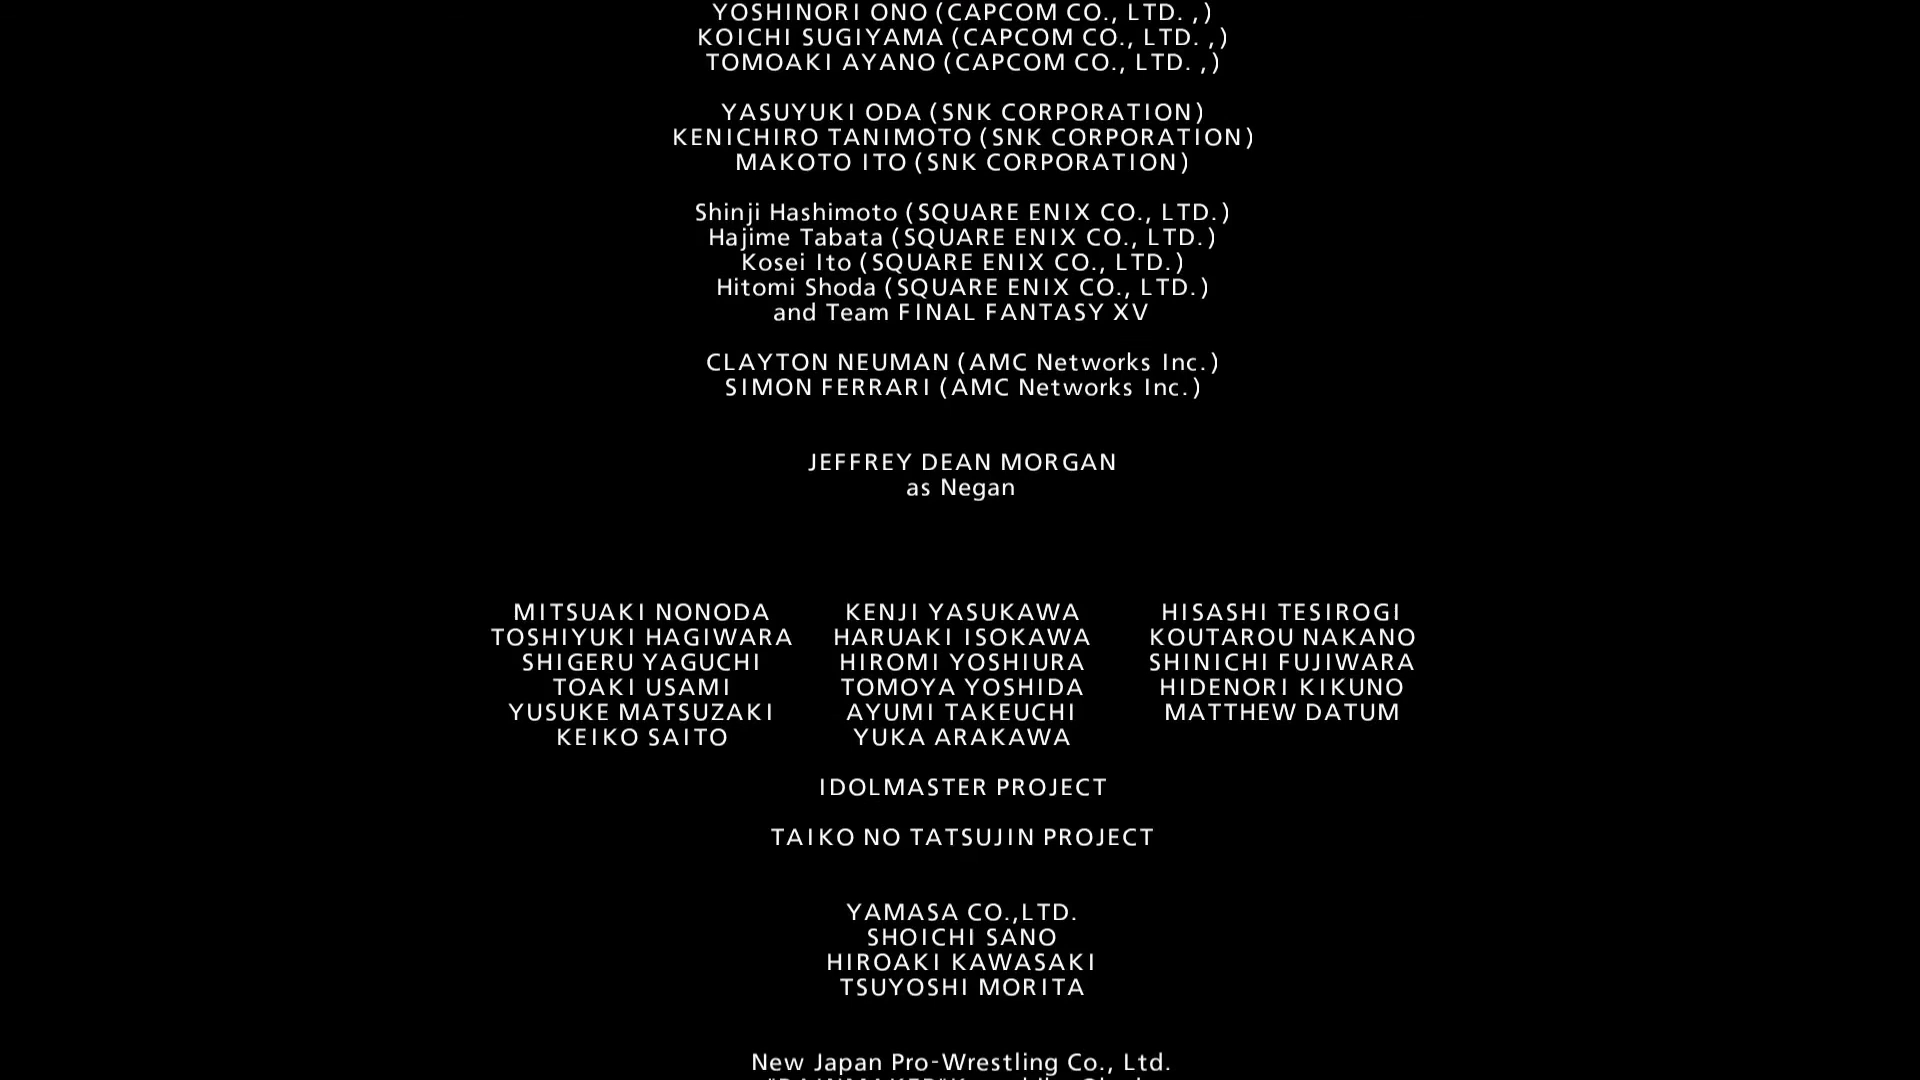 YOSHINORI ONO (CAPCOM CO., LTD. ,)
KOICHI SUGIYAMA (CAPCOM CO., LTD. ,)
TOMOAKI AYANO (CAPCOM CO., LTD. ,)
YASUYUKI ODA (SNK CORPORATION)
KENICHIRO TANIMOTO (SNK CORPORATION)
MAKOTO ITO (SNK CORPORATION)
Shinji Hashimoto (SQUARE ENIX CO., LTD.)
Hajime Tabata (SQUARE ENIX CO., LTD.)
Kosei Ito (SQUARE ENIX CO., LTD.)
Hitomi Shoda (SQUARE ENIX CO., LTD.)
and Team FINAL FANTASY XV
CLAYTON NEUMAN (AMC Networks Inc.)
SIMON FERRARI (AMC Networks Inc.)
JEFFREY DEAN MORGAN
as Negan
MITSUAKI NONODA KENJI YASUKAWA HISASHI TESIROGI
TOSHIYUKI HAGIWARA HARUAKI ISOKAWA KOUTAROU NAKANO
SHIGERU YAGUCHI HIROMI YOSHIURA SHINICHI FUJIWARA
TOAKI USAMI TOMOYA YOSHIDA HIDENORI KIKUNO
YUSUKE MATSUZAKI AYUMI TAKEUCHI MATTHEW DATUM
KEIKO SAITO YUKA ARAKAWA
IDOLMASTER PROJECT
TAIKO NO TATSUJIN PROJECT
YAMASA CO.,LTD.
SHOICHI SANO
HIROAKI KAWASAKI
TSUYOSHI MORITA
New Japan Pro-Wrestling Co., Ltd.